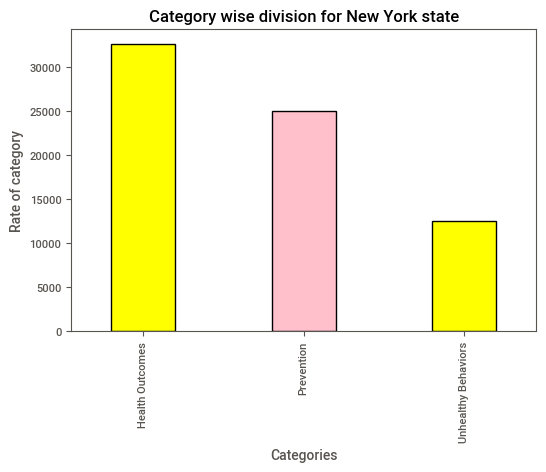 Category wise division for New York state
Rate of category
30000
25000
20000
15000
10000
5000
0
Health Outcomes
Prevention
Unhealthy Behaviors
Categories